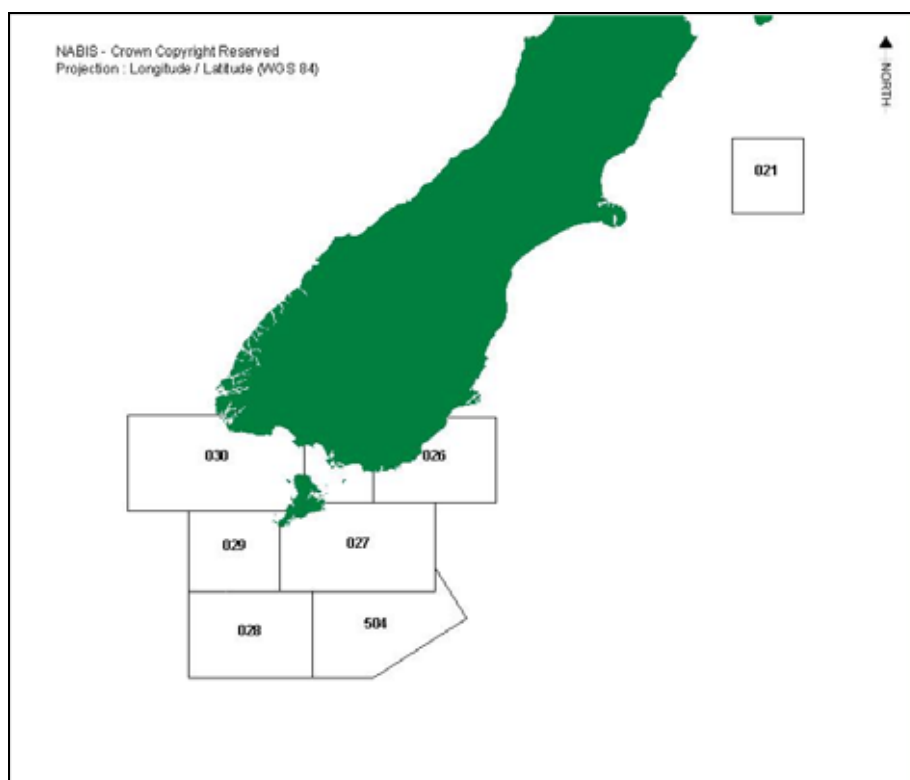 NABIS - Crown Copyright Reserved
Projection : Longitude / Latitude (WGS 84)
NORTH
021
030
026
029
027
028
504